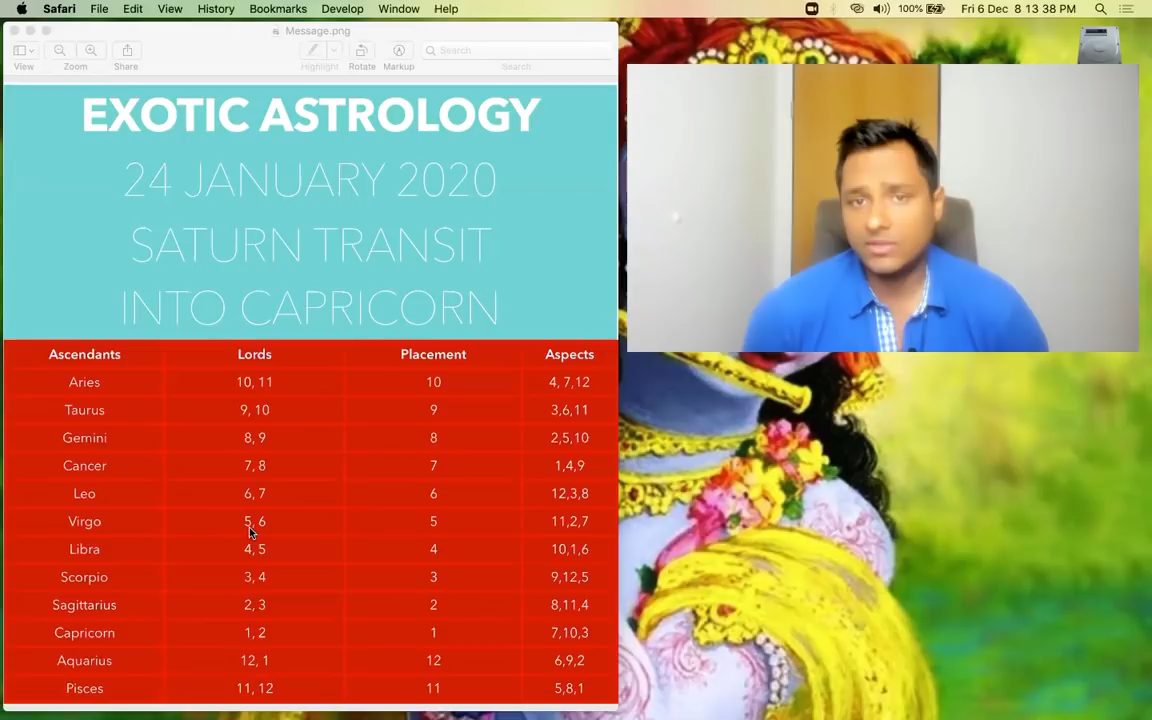 Safari File Edit View History Bookmarks Develop Window Help 100% Fri 6 Dec 8 13 38 PM
Message.png
Search
View Zoom Share Highlight Rotate Markup Search
EXOTIC ASTROLOGY
24 JANUARY 2020
SATURN TRANSIT
INTO CAPRICORN
Ascendants Lords Placement Aspects
Aries 10, 11 10 4, 7,12
Taurus 9, 10 9 3,6,11
Gemini 8, 9 8 2,5,10
Cancer 7, 8 7 1,4,9
Leo 6, 7 6 12,3,8
Virgo 5, 6 5 11,2,7
Libra 4, 5 4 10,1,6
Scorpio 3, 4 3 9,12,5
Sagittarius 2, 3 2 8,11,4
Capricorn 1, 2 1 7,10,3
Aquarius 12, 1 12 6,9,2
Pisces 11, 12 11 5,8,1